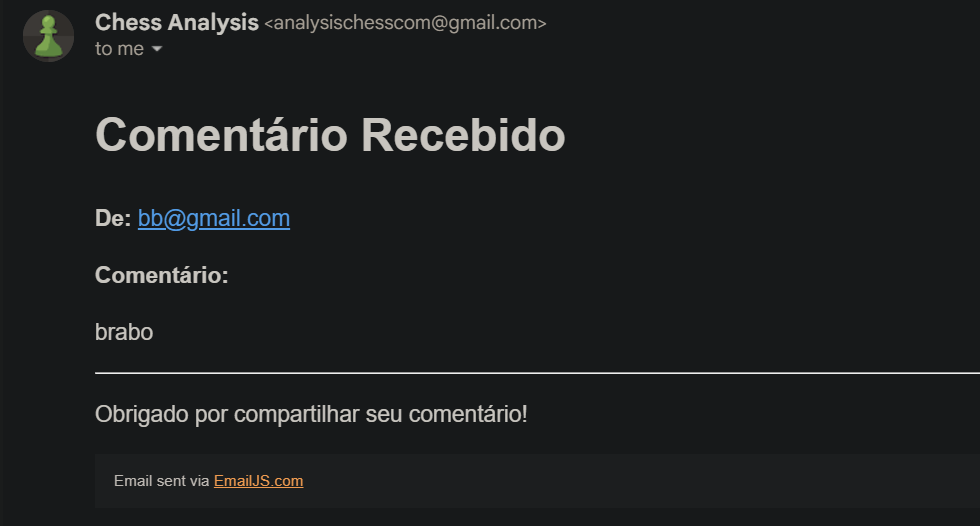 Chess Analysis <analysischesscom@gmail.com>
to me
Comentário Recebido
De: bb@gmail.com
Comentário:
brabo
Obrigado por compartilhar seu comentário!
Email sent via EmailJS.com